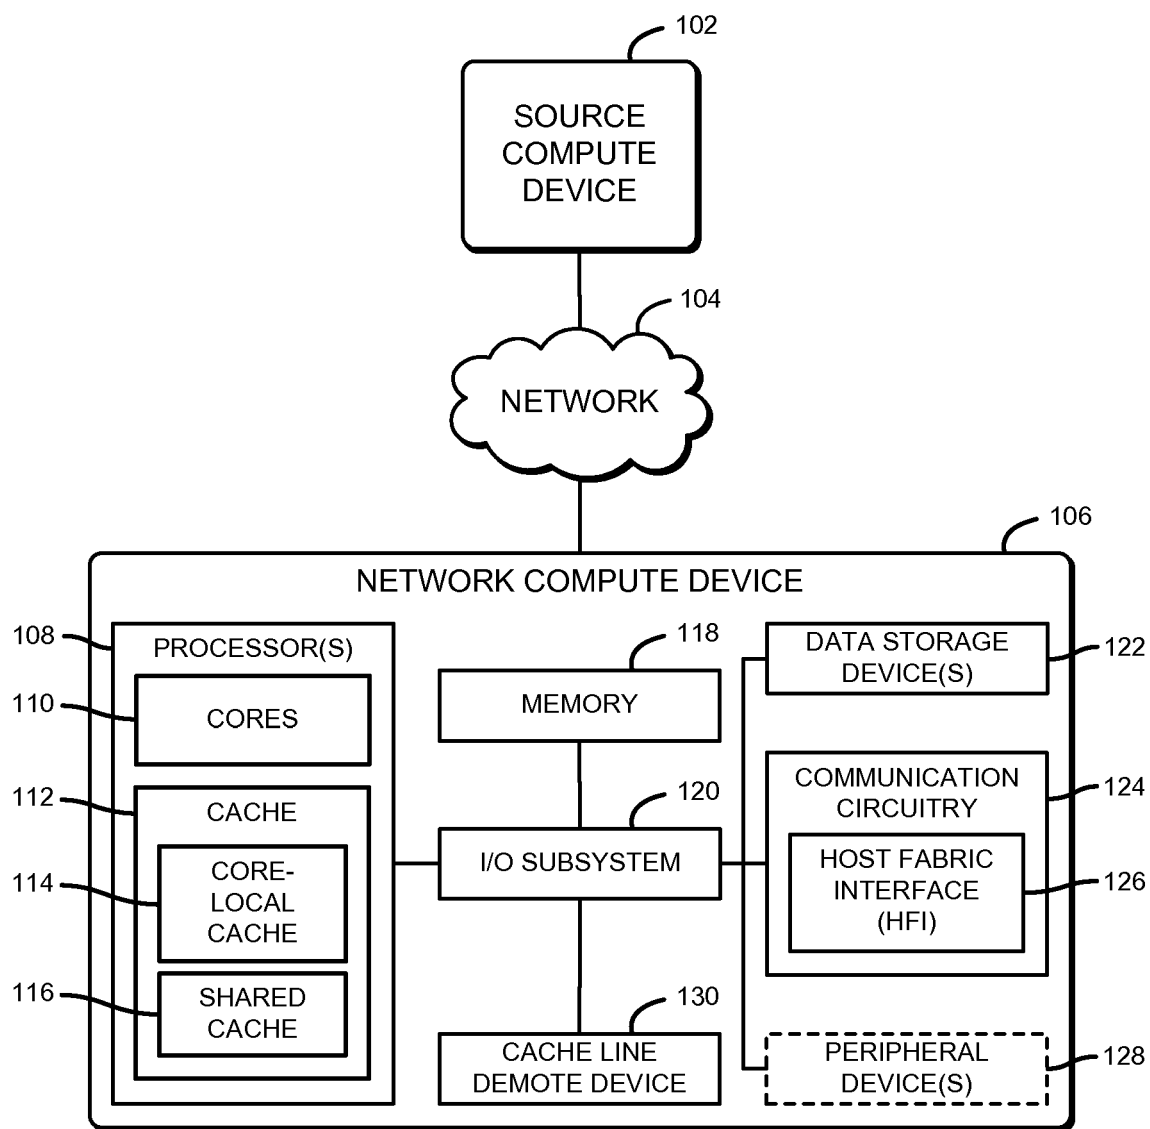 102
SOURCE
COMPUTE
DEVICE
104
NETWORK
106
NETWORK COMPUTE DEVICE
108
PROCESSOR(S)
110
CORES
112
CACHE
114
CORE-
LOCAL
CACHE
116
SHARED
CACHE
118
MEMORY
120
I/O SUBSYSTEM
130
CACHE LINE
DEMOTE DEVICE
DATA STORAGE
DEVICE(S)
122
COMMUNICATION
CIRCUITRY
124
HOST FABRIC
INTERFACE
(HFI)
126
PERIPHERAL
DEVICE(S)
128